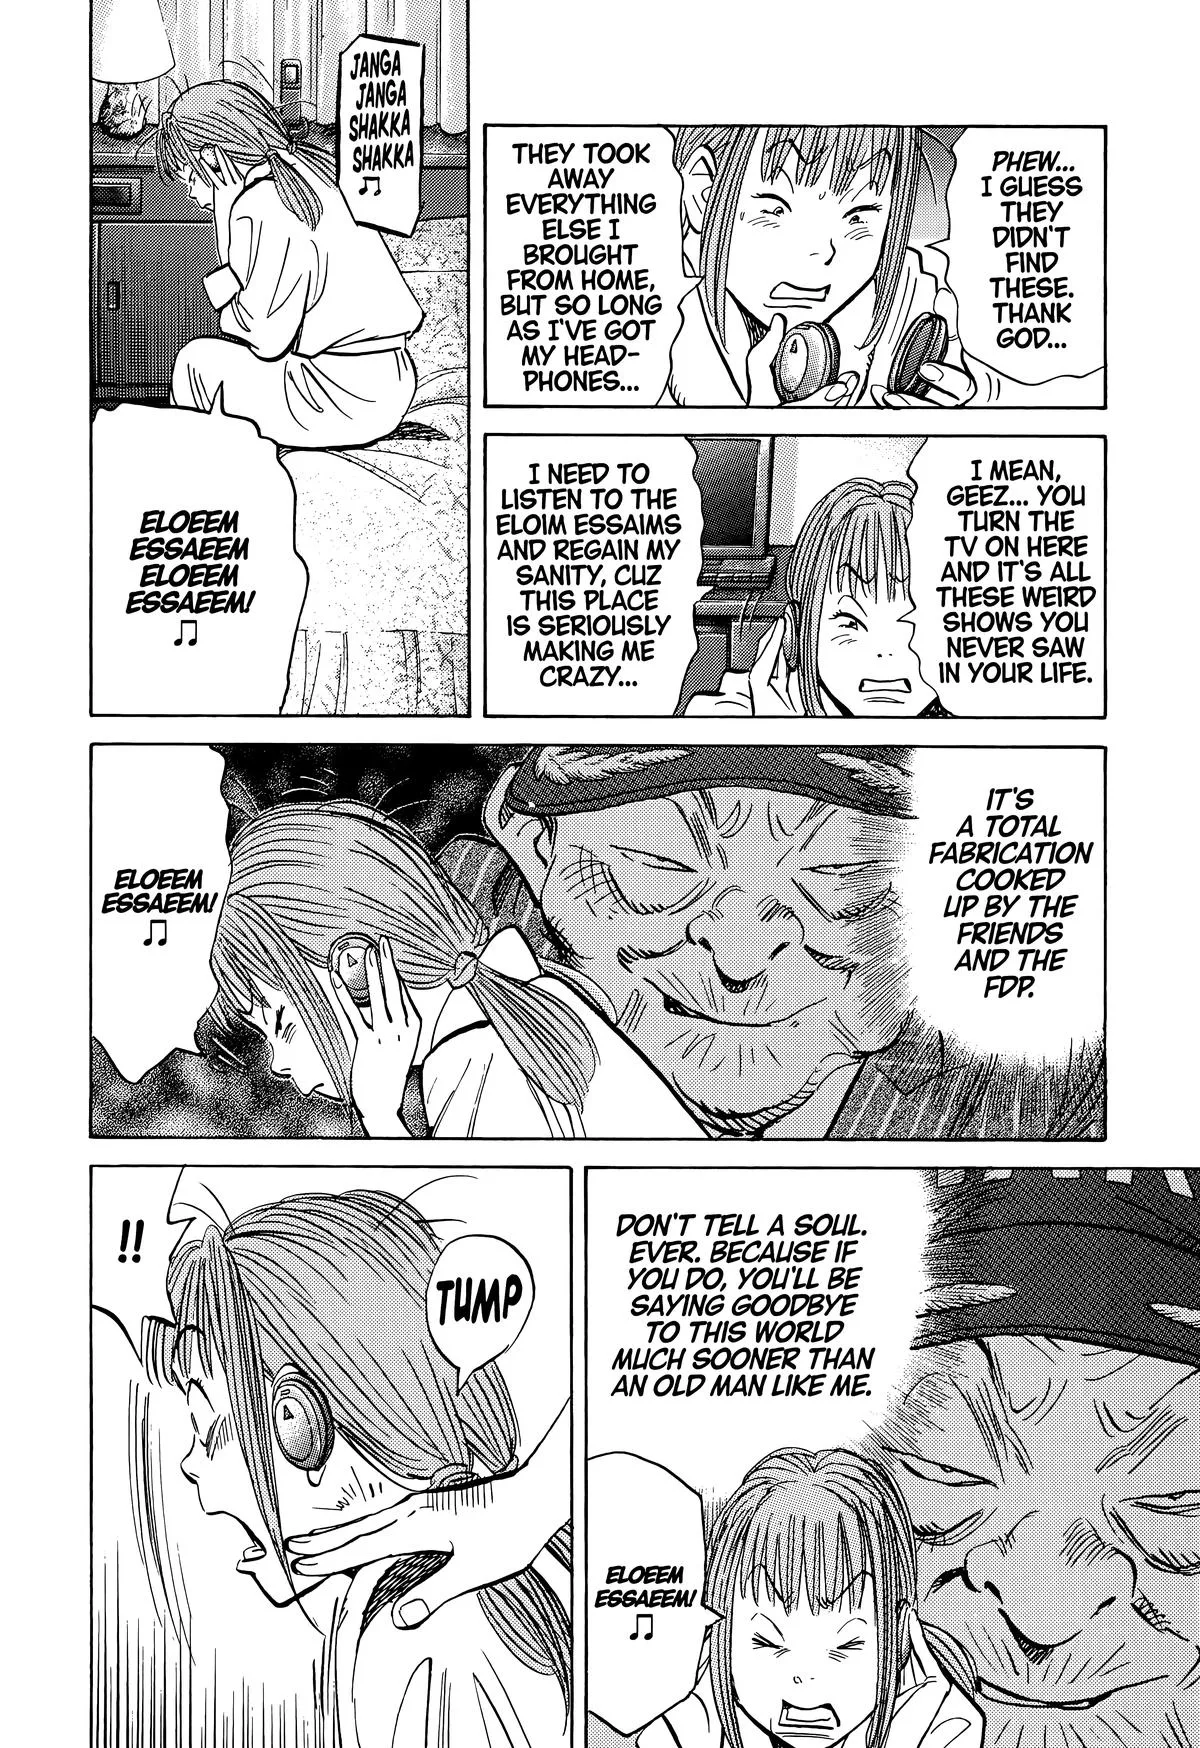 PHEW...
I GUESS
THEY
DIDN'T
FIND
THESE.
THANK
GOD...
THEY TOOK
AWAY
EVERYTHING
ELSE I
BROUGHT
FROM HOME,
BUT SO LONG
AS I'VE GOT
MY HEAD-
PHONES...
I MEAN,
GEEZ... YOU
TURN THE
TV ON HERE
AND IT'S ALL
THESE WEIRD
SHOWS YOU
NEVER SAW
IN YOUR LIFE.
I NEED TO
LISTEN TO THE
ELOIM ESSAIMS
AND REGAIN MY
SANITY, CUZ
THIS PLACE
IS SERIOUSLY
MAKING ME
CRAZY...
JANGA
JANGA
SHAKKA
SHAKKA
♫
ELOEEM
ESSAEEM
ELOEEM
ESSAEEM!
♫
IT'S
A TOTAL
FABRICATION
COOKED
UP BY THE
FRIENDS
AND THE
FDP.
ELOEEM
ESSAEEM!
♫
DON'T TELL A SOUL.
EVER. BECAUSE IF
YOU DO, YOU'LL BE
SAYING GOODBYE
TO THIS WORLD
MUCH SOONER THAN
AN OLD MAN LIKE ME.
ELOEEM
ESSAEEM!
♫
TUMP
!!